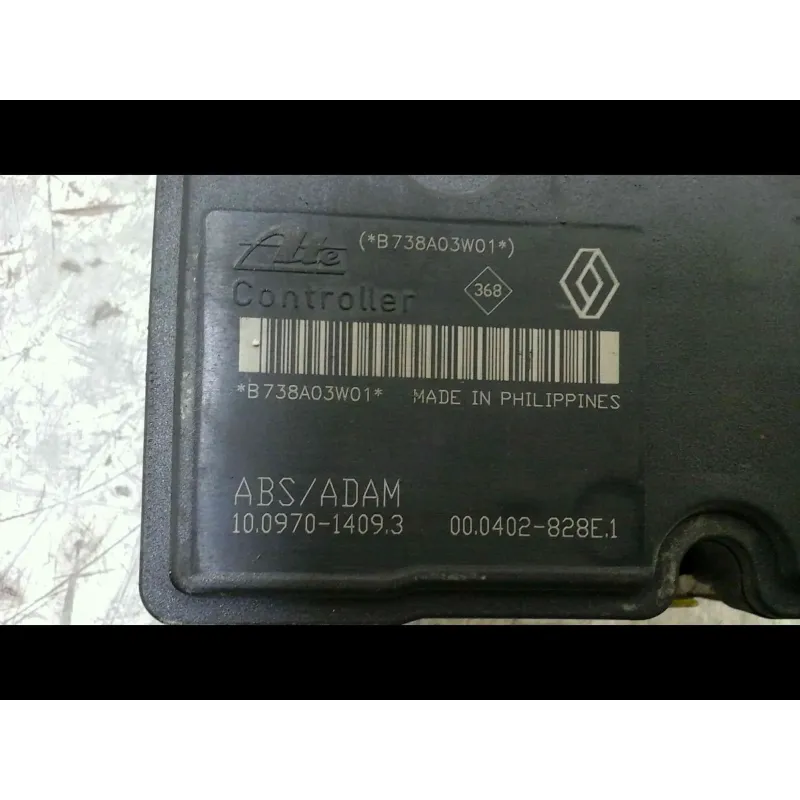 Ate (*B738A03W01*)
Controller 368
*B738A03W01* MADE IN PHILIPPINES
ABS/ADAM
10.0970-1409.3 00.0402-828E.1